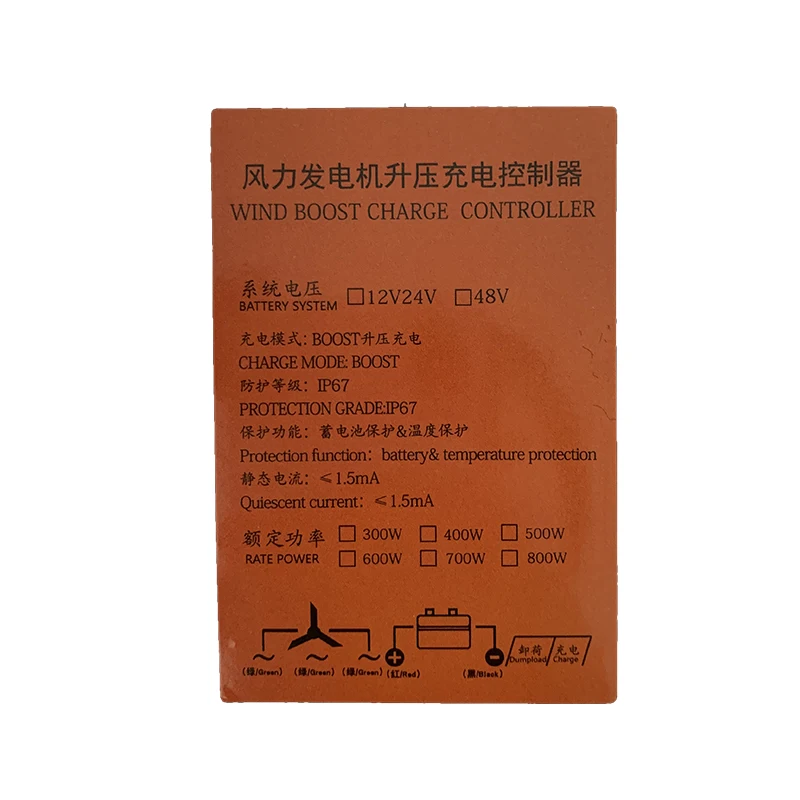 风力发电机升压充电控制器
WIND BOOST CHARGE CONTROLLER
系统电压 □12V24V □48V
BATTERY SYSTEM
充电模式: BOOST升压充电
CHARGE MODE: BOOST
防护等级: IP67
PROTECTION GRADE:IP67
保护功能: 蓄电池保护&温度保护
Protection function: battery& temperature protection
静态电流: ≤1.5mA
Quiescent current: ≤1.5mA
额定功率 □ 300W □ 400W □ 500W
RATE POWER □ 600W □ 700W □ 800W
卸荷/充电
Dumpload/Charge
(绿/Green) (绿/Green) (绿/Green) (红/Red) (黑/Black)